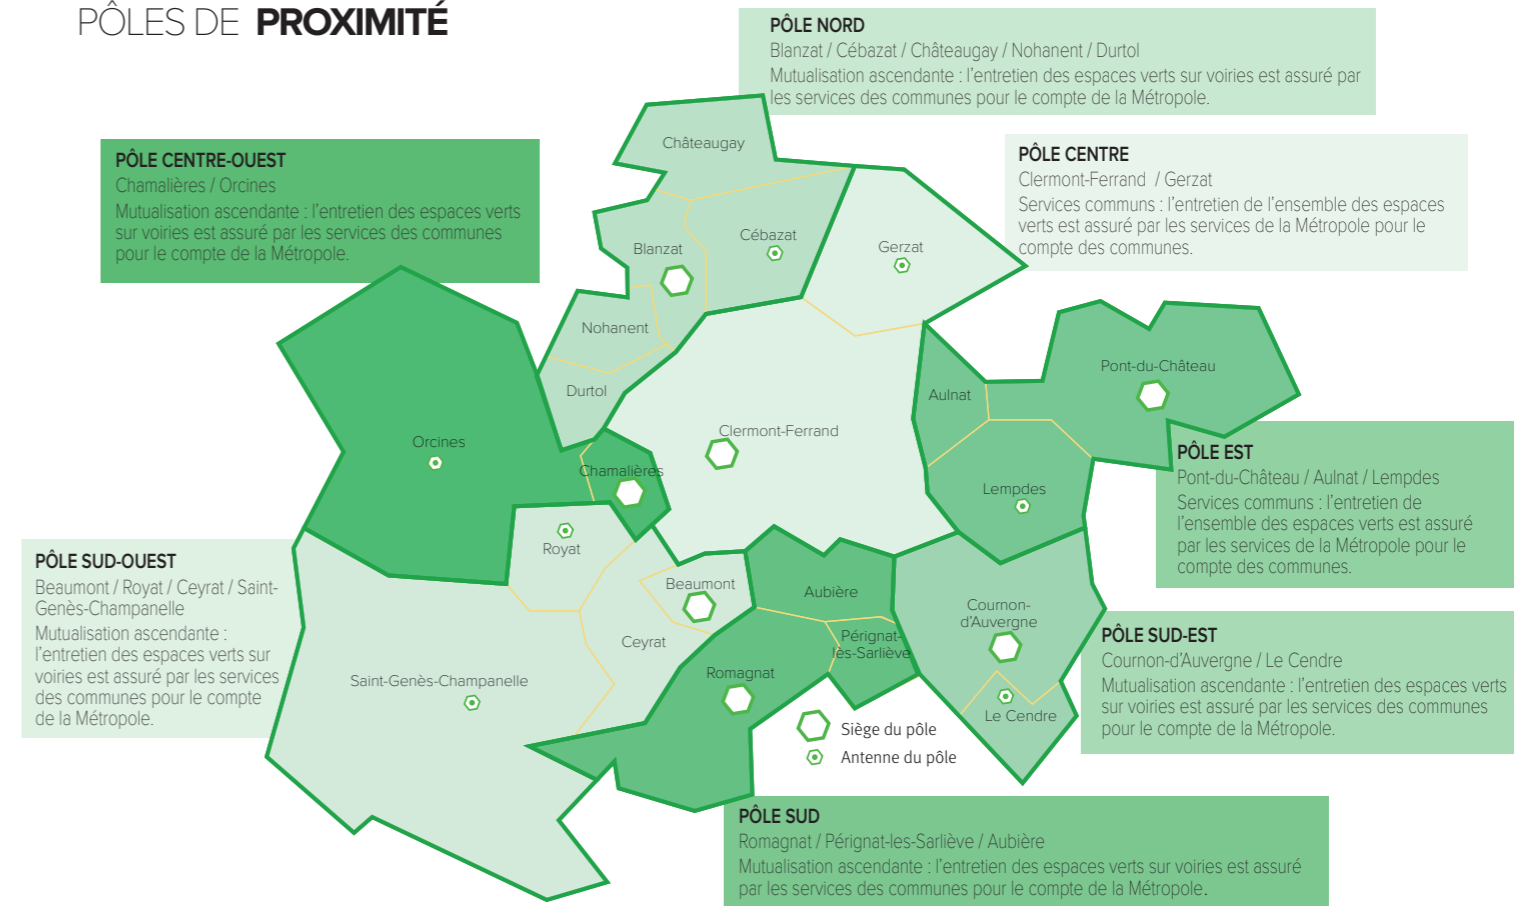 PÔLES DE PROXIMITÉ
PÔLE NORD
Blanzat / Cébazat / Châteaugay / Nohanent / Durtol
Mutualisation ascendante : l'entretien des espaces verts sur voiries est assuré par
les services des communes pour le compte de la Métropole.
PÔLE CENTRE-OUEST
Chamalières / Orcines
Mutualisation ascendante : l'entretien des espaces verts
sur voiries est assuré par les services des communes
pour le compte de la Métropole.
PÔLE CENTRE
Clermont-Ferrand / Gerzat
Services communs : l'entretien de l'ensemble des espaces
verts est assuré par les services de la Métropole pour le
compte des communes.
Châteaugay
Blanzat
Cébazat
Gerzat
Nohanent
Durtol
Pont-du-Château
Aulnat
Clermont-Ferrand
Orcines
Chamalières
Lempdes
PÔLE EST
Pont-du-Château / Aulnat / Lempdes
Services communs : l'entretien de
l'ensemble des espaces verts est assuré
par les services de la Métropole pour le
compte des communes.
Royat
Beaumont
Aubière
Cournon-
d'Auvergne
Ceyrat
Pérignat-
lès-Sarliève
Romagnat
Saint-Genès-Champanelle
Le Cendre
PÔLE SUD-OUEST
Beaumont / Royat / Ceyrat / Saint-
Genès-Champanelle
Mutualisation ascendante :
l'entretien des espaces verts sur
voiries est assuré par les services
des communes pour le compte
de la Métropole.
PÔLE SUD-EST
Cournon-d'Auvergne / Le Cendre
Mutualisation ascendante : l'entretien des espaces verts
sur voiries est assuré par les services des communes
pour le compte de la Métropole.
Siège du pôle
Antenne du pôle
PÔLE SUD
Romagnat / Pérignat-les-Sarliève / Aubière
Mutualisation ascendante : l'entretien des espaces verts sur voiries est assuré
par les services des communes pour le compte de la Métropole.